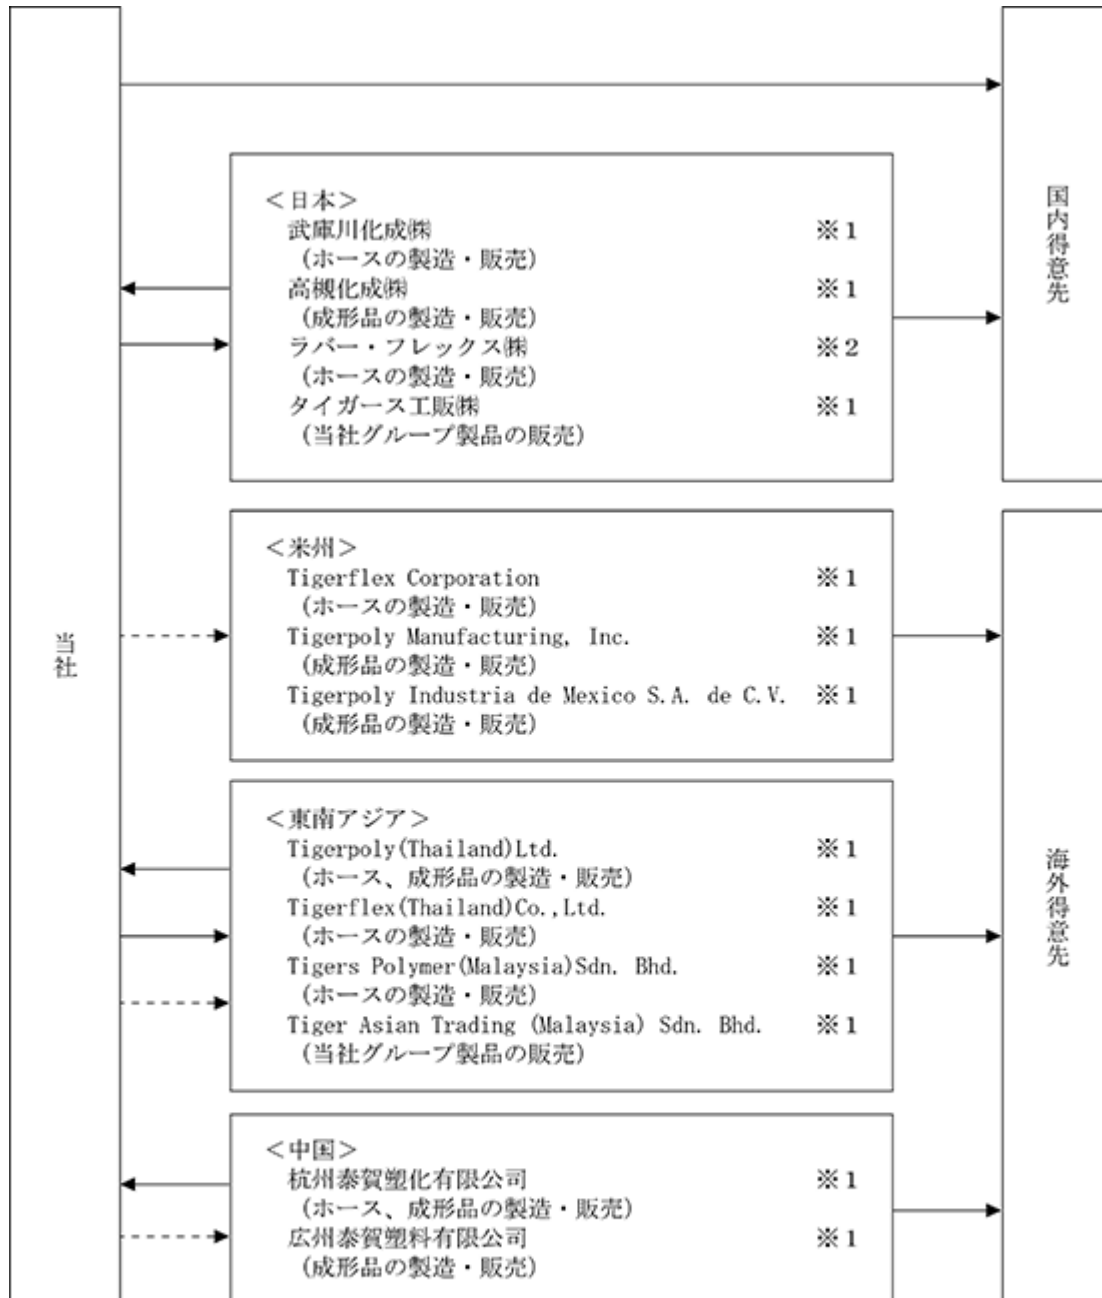 ＜日本＞
武庫川化成㈱ ※１
（ホースの製造・販売）
高槻化成㈱ ※１
（成形品の製造・販売）
ラバー・フレックス㈱ ※２
（ホースの製造・販売）
タイガース工販㈱ ※１
（当社グループ製品の販売）
国内得意先
＜米州＞
Tigerflex Corporation ※１
（ホースの製造・販売）
Tigerpoly Manufacturing, Inc. ※１
（成形品の製造・販売）
Tigerpoly Industria de Mexico S.A. de C.V. ※１
（成形品の製造・販売）
当社
＜東南アジア＞
Tigerpoly(Thailand)Ltd. ※１
（ホース、成形品の製造・販売）
Tigerflex(Thailand)Co.,Ltd. ※１
（ホースの製造・販売）
Tigers Polymer(Malaysia)Sdn. Bhd. ※１
（ホースの製造・販売）
Tiger Asian Trading (Malaysia) Sdn. Bhd. ※１
（当社グループ製品の販売）
海外得意先
＜中国＞
杭州泰賀塑化有限公司 ※１
（ホース、成形品の製造・販売）
広州泰賀塑料有限公司 ※１
（成形品の製造・販売）